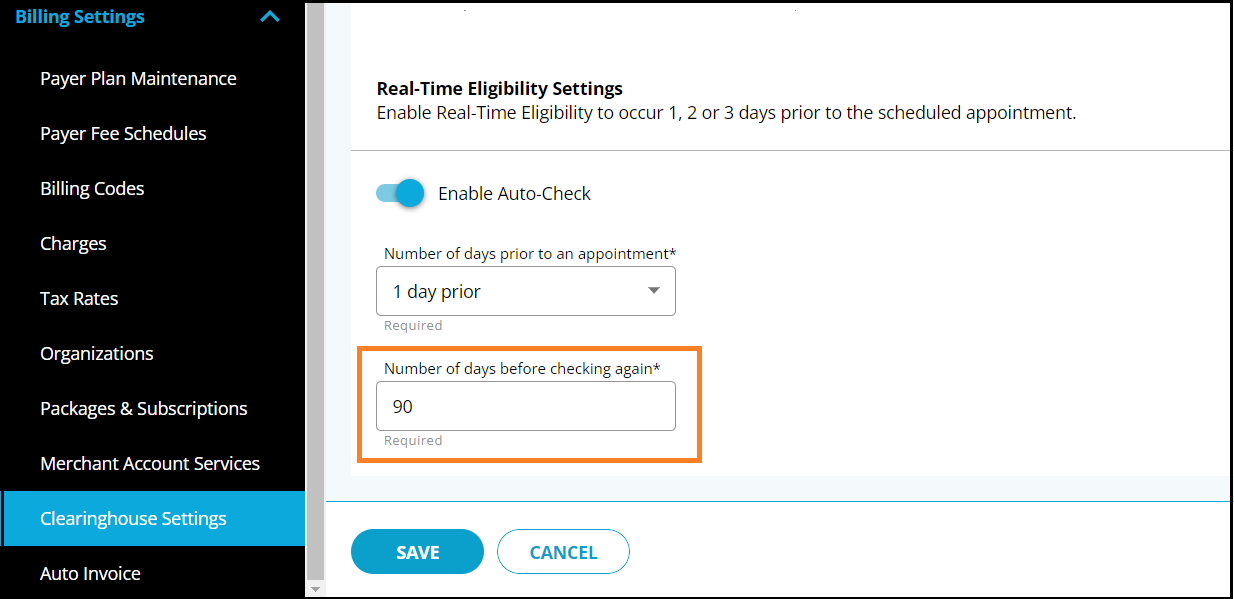 Billing Settings
Payer Plan Maintenance
Payer Fee Schedules
Billing Codes
Charges
Tax Rates
Organizations
Packages & Subscriptions
Merchant Account Services
Clearinghouse Settings
Auto Invoice
Real-Time Eligibility Settings
Enable Real-Time Eligibility to occur 1, 2 or 3 days prior to the scheduled appointment.
Enable Auto-Check
Number of days prior to an appointment*
1 day prior
Required
Number of days before checking again*
90
Required
SAVE
CANCEL